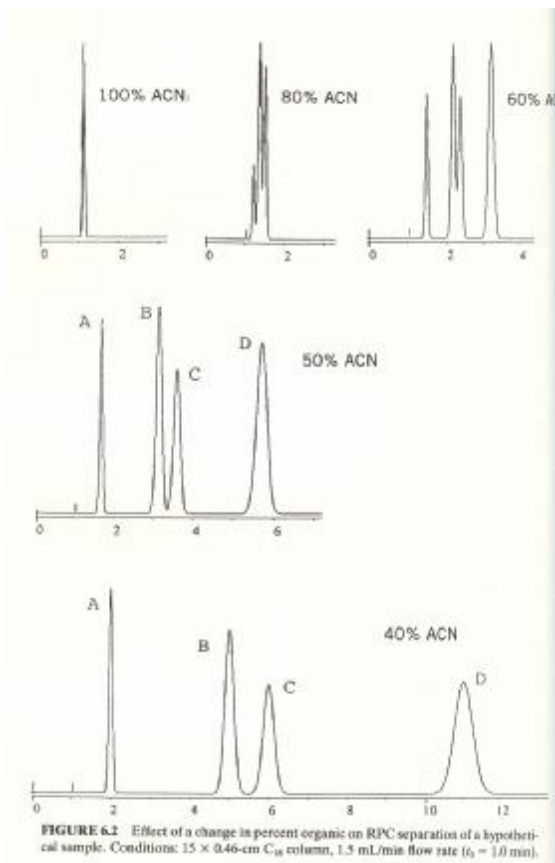 100% ACN
80% ACN
60% A
0
2
0
2
0
2
4
A
B
C
D
50% ACN
0
2
4
6
A
B
C
D
40% ACN
0
2
4
6
8
10
12
FIGURE 6.2 Effect of a change in percent organic on RPC separation of a hypotheti-
cal sample. Conditions: 15 × 0.46-cm C₁₈ column, 1.5 mL/min flow rate (t₀ = 1.0 min).